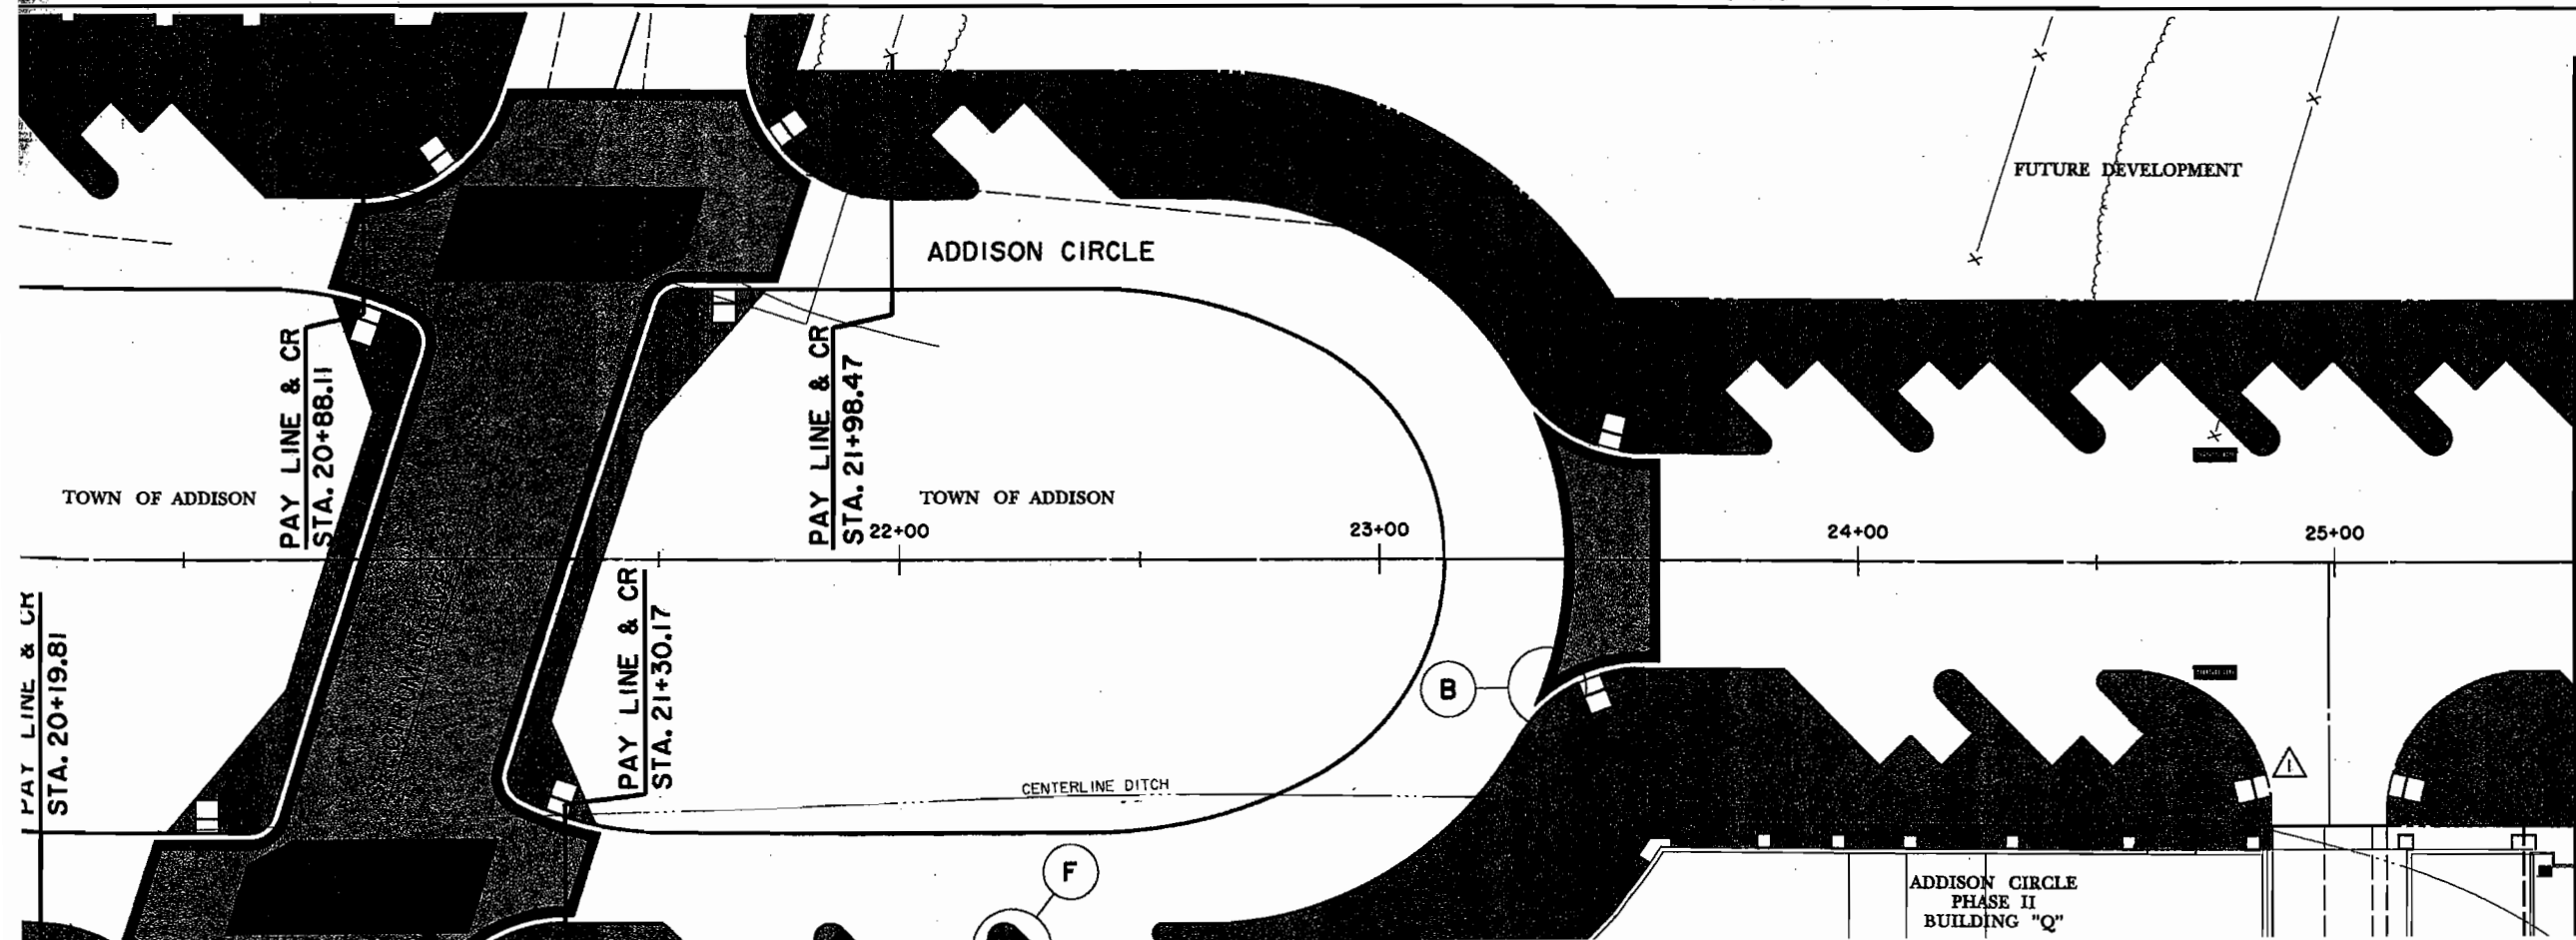 FUTURE DEVELOPMENT
ADDISON CIRCLE
PAY LINE & CR
STA. 20+88.11
PAY LINE & CR
STA. 21+98.47
TOWN OF ADDISON
TOWN OF ADDISON
22+00
23+00
24+00
25+00
PAY LINE & CR
STA. 20+19.81
PAY LINE & CR
STA. 21+30.17
B
CENTERLINE DITCH
1
F
ADDISON CIRCLE
PHASE II
BUILDING "Q"